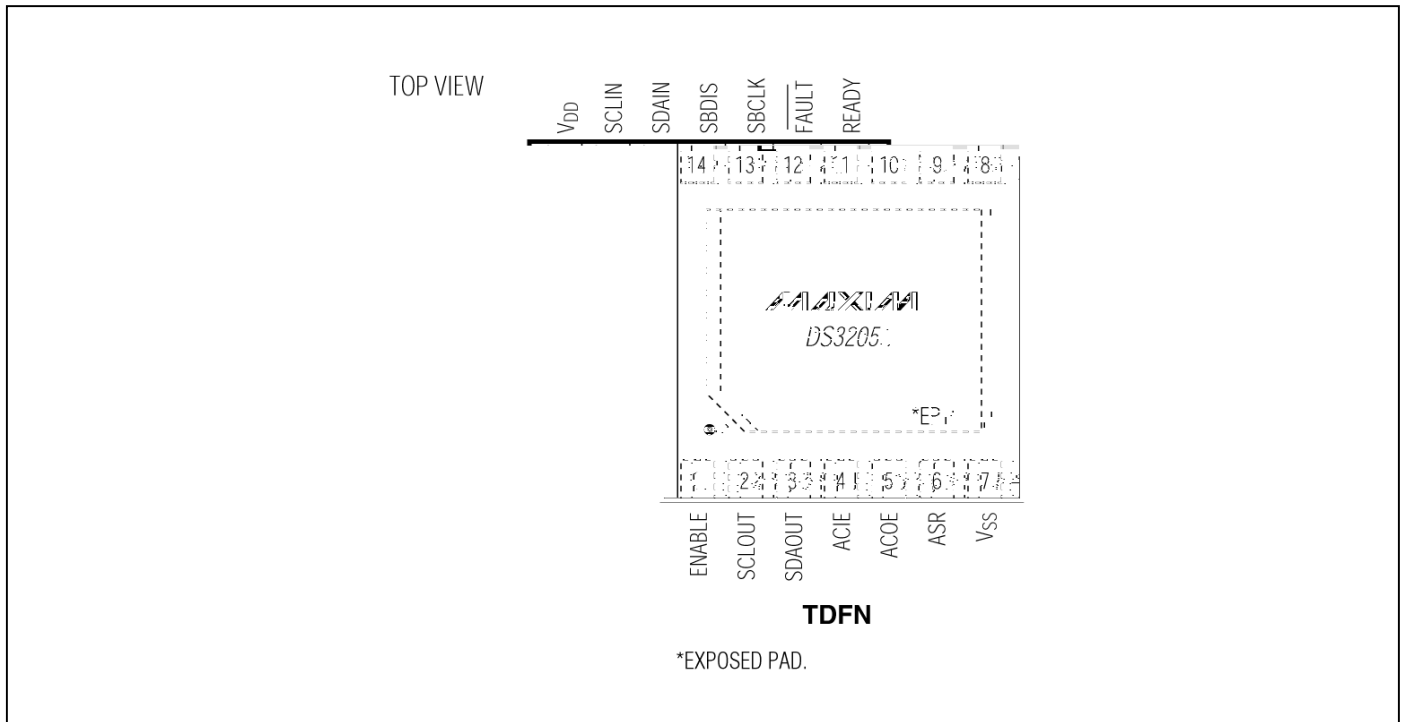 TOP VIEW
VDD
SCLIN
SDAIN
SBDIS
SBCLK
FAULT
READY
14 13 12 11 10 9 8
MAXIM
*EP
1 2 3 4 5 6 7
ENABLE
SCLOUT
SDAOUT
ACIE
ACOE
ASR
VSS
TDFN
*EXPOSED PAD.